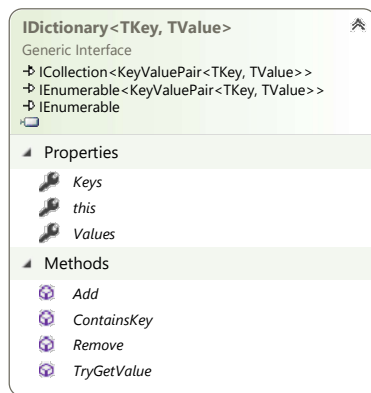 IDictionary<TKey, TValue>
Generic Interface
ICollection<KeyValuePair<TKey, TValue>>
IEnumerable<KeyValuePair<TKey, TValue>>
IEnumerable
Properties
Keys
this
Values
Methods
Add
ContainsKey
Remove
TryGetValue